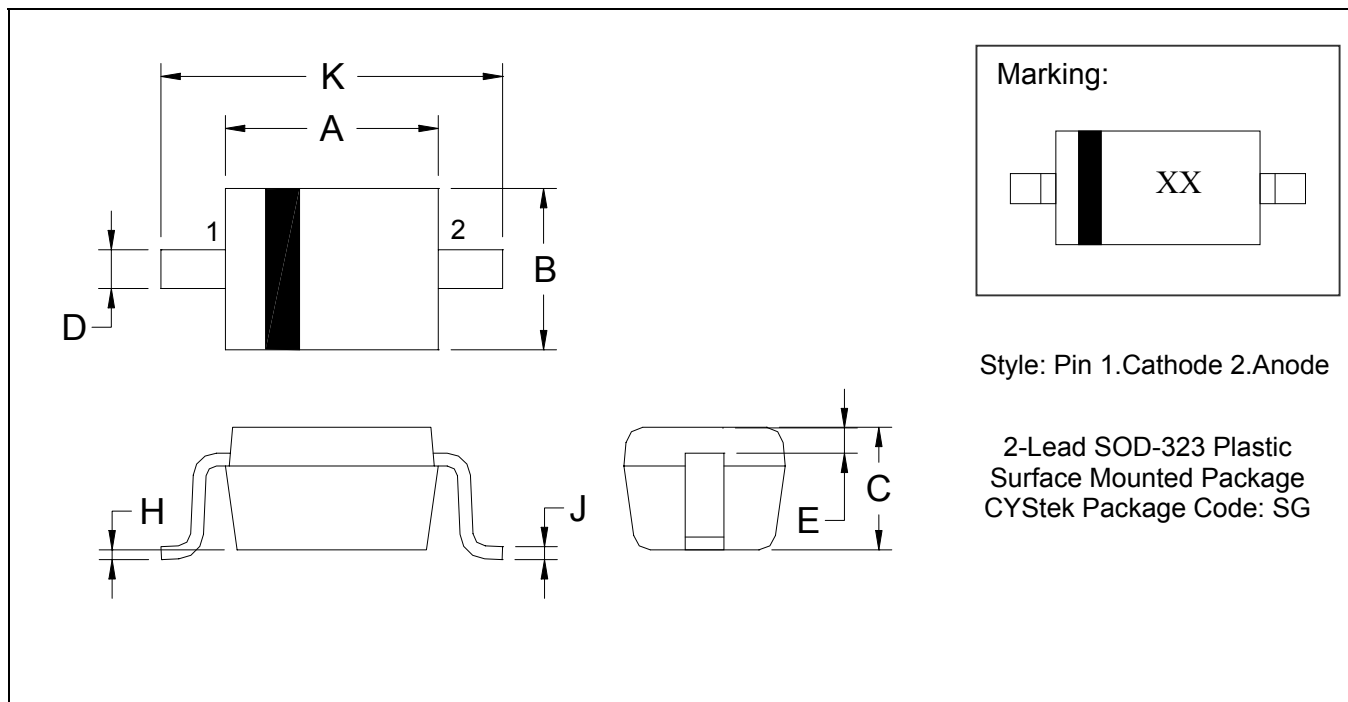 K
A
1
2
B
D
H
J
E
C
Marking:
XX
Style: Pin 1.Cathode 2.Anode
2-Lead SOD-323 Plastic
Surface Mounted Package
CYStek Package Code: SG